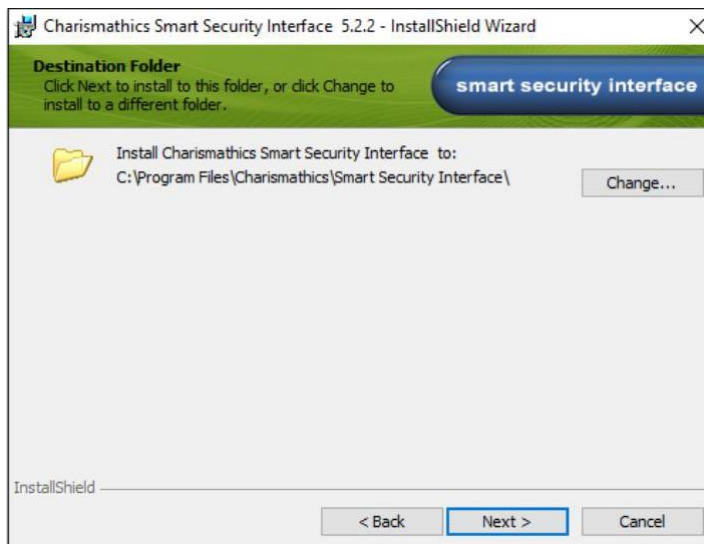 Charismathics Smart Security Interface 5.2.2 - InstallShield Wizard
Destination Folder
Click Next to install to this folder, or click Change to
install to a different folder.
smart security interface
Install Charismathics Smart Security Interface to:
C:\Program Files\Charismathics\Smart Security Interface\
Change...
InstallShield
< Back
Next >
Cancel